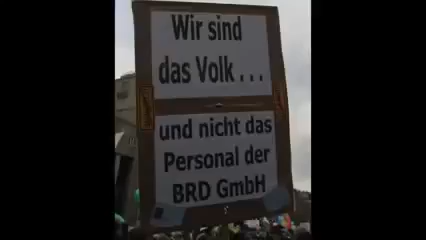 Wir sind
das Volk . . .
und nicht das
Personal der
BRD GmbH